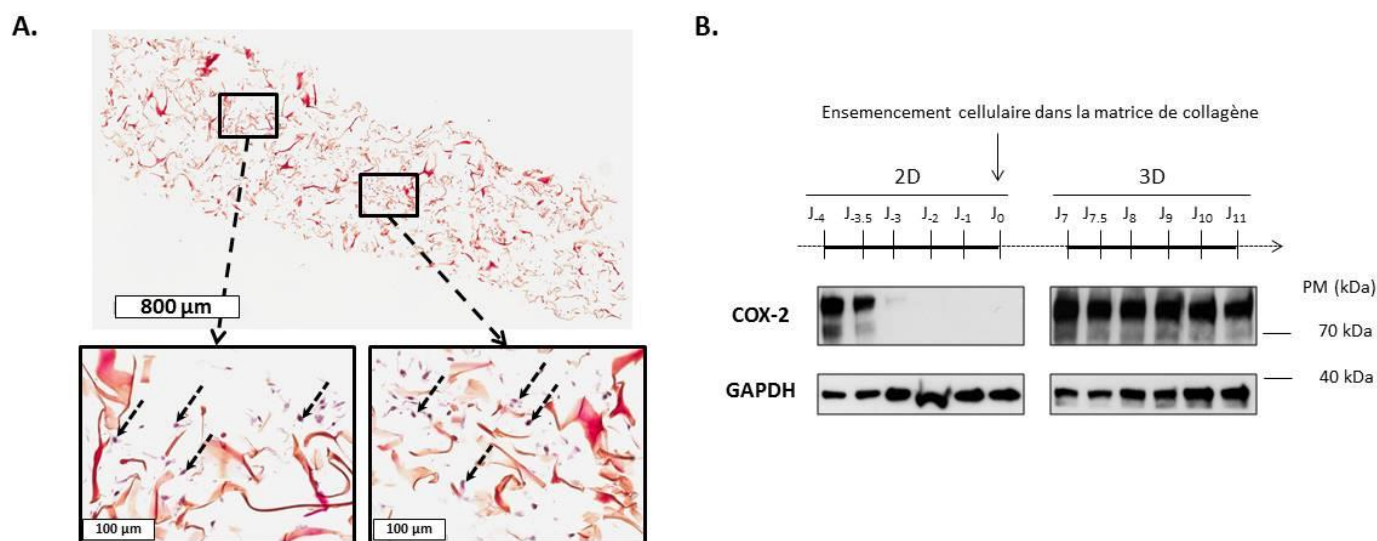 A.
800 µm
100 µm
100 µm
B.
Ensemencement cellulaire dans la matrice de collagène
2D
3D
J-4 J-3.5 J-3 J-2 J-1 J0
J7 J7.5 J8 J9 J10 J11
PM (kDa)
COX-2
70 kDa
40 kDa
GAPDH